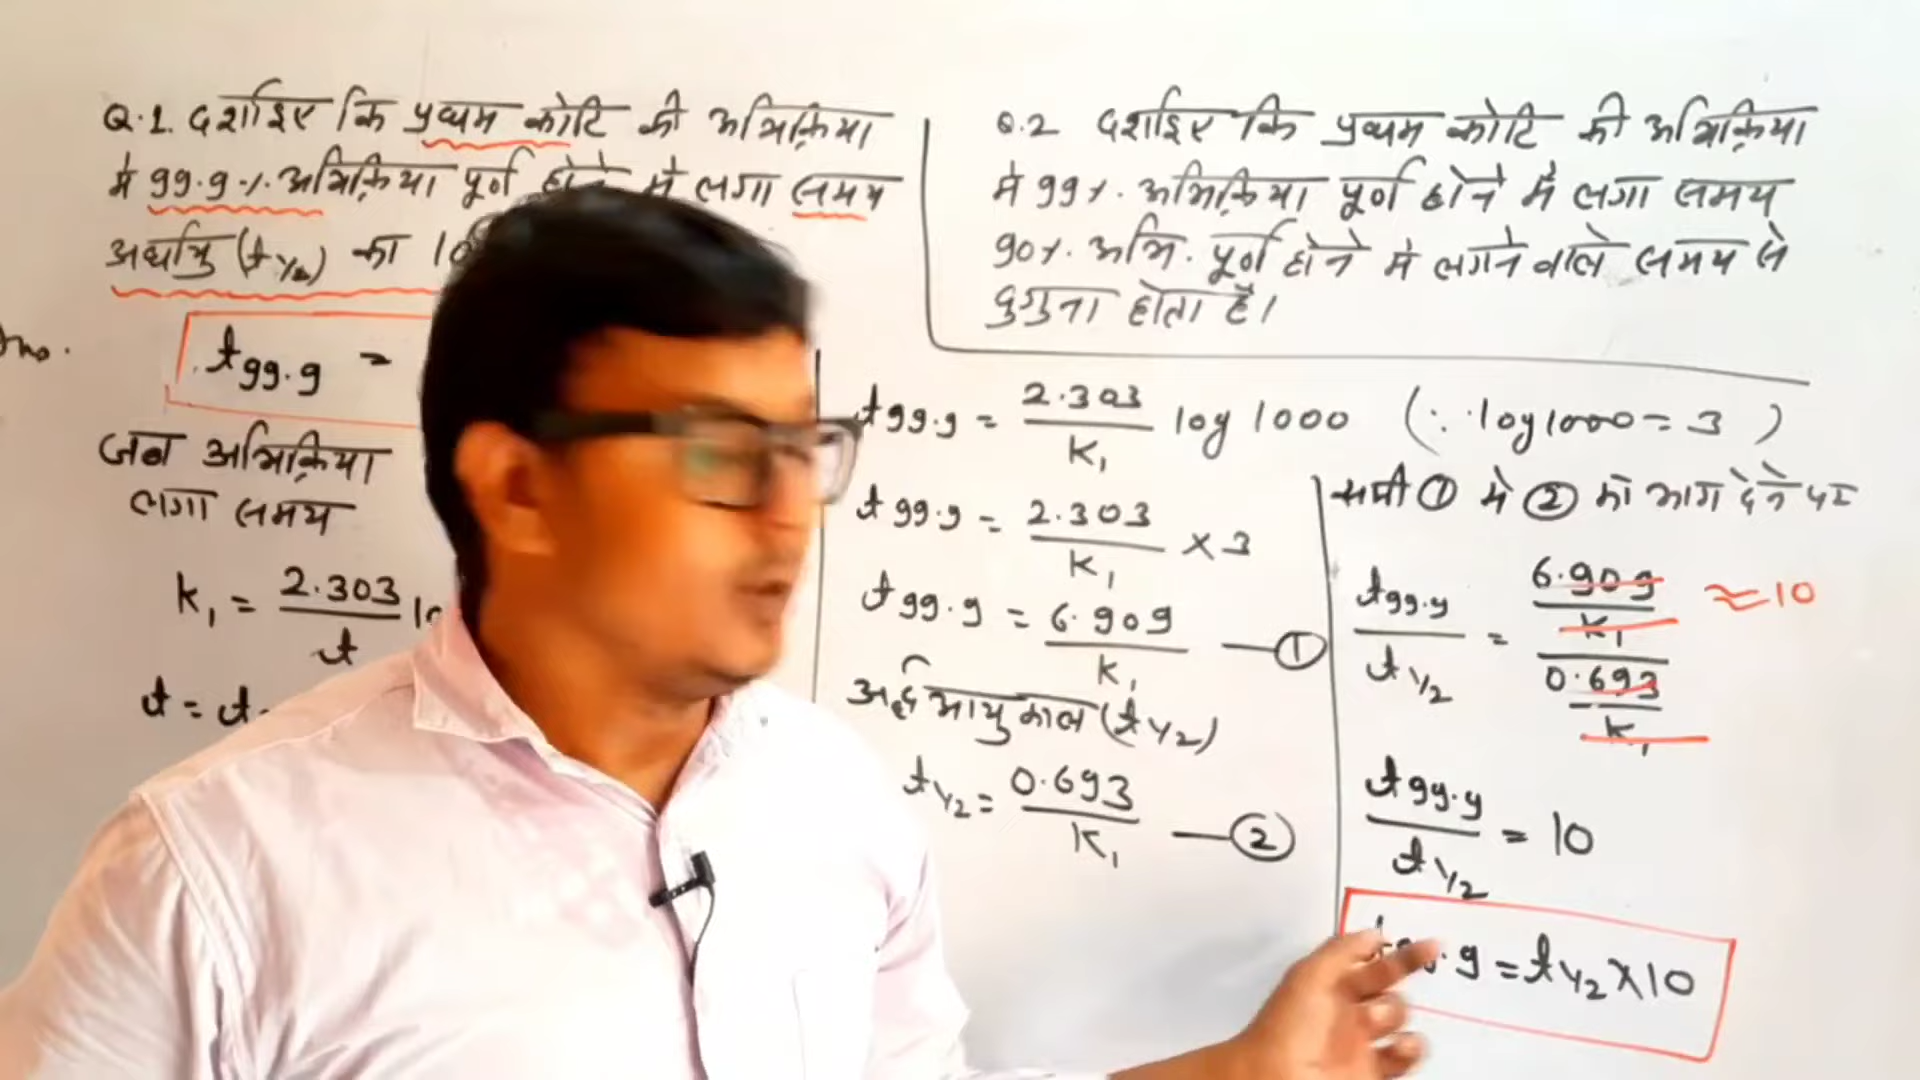 Q.1. दर्शाइए कि प्रथम कोटि की अभिक्रिया
में 99.9%. अभिक्रिया पूर्ण होने में लगा समय
अर्धायु (t1/2) का 10
Ans.
t99.9 =
जब अभिक्रिया
लगा समय
K1 = 2.303/t lo
t = t
Q.2 दर्शाइए कि प्रथम कोटि की अभिक्रिया
में 99%. अभिक्रिया पूर्ण होने में लगा समय
90%. अभि. पूर्ण होने में लगने वाले समय से
दुगुना होता है।
t99.9 = 2.303/K1 log 1000 (∵ log1000 = 3)
t99.9 = 2.303/K1 × 3
t99.9 = 6.909/K1 —①
अर्द्ध आयु काल (t1/2)
t1/2 = 0.693/K1 —②
समी ① में ② को भाग देने पर
t99.9/t1/2 = 6.909/K1 / 0.693/K1 ≈10
t99.9/t1/2 = 10
.9 = t1/2 × 10